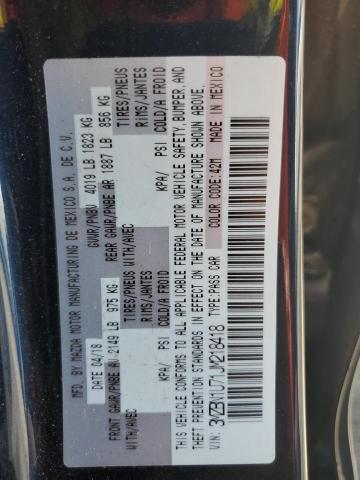 MFD. BY MAZDA MOTOR MANUFACTURING DE MEXICO S.A. DE C.V.
DATE 04/18 GVWR/PNBV 4019 LB 1823 KG
FRONT GAWR/PNBE AV 2149 LB 975 KG REAR GAWR/PNBE AR 1887 LB 856 KG
WITH/AVEC TIRES/PNEUS WITH/AVEC TIRES/PNEUS
RIMS/JANTES RIMS/JANTES
KPA/ PSI COLD/A FROID KPA/ PSI COLD/A FROID
THIS VEHICLE CONFORMS TO ALL APPLICABLE FEDERAL MOTOR VEHICLE SAFETY, BUMPER, AND
THEFT PREVENTION STANDARDS IN EFFECT ON THE DATE OF MANUFACTURE SHOWN ABOVE.
COLOR CODE: 42M MADE IN MEXICO
VIN: 3MZBN1U71JM218418 TYPE: PASS CAR